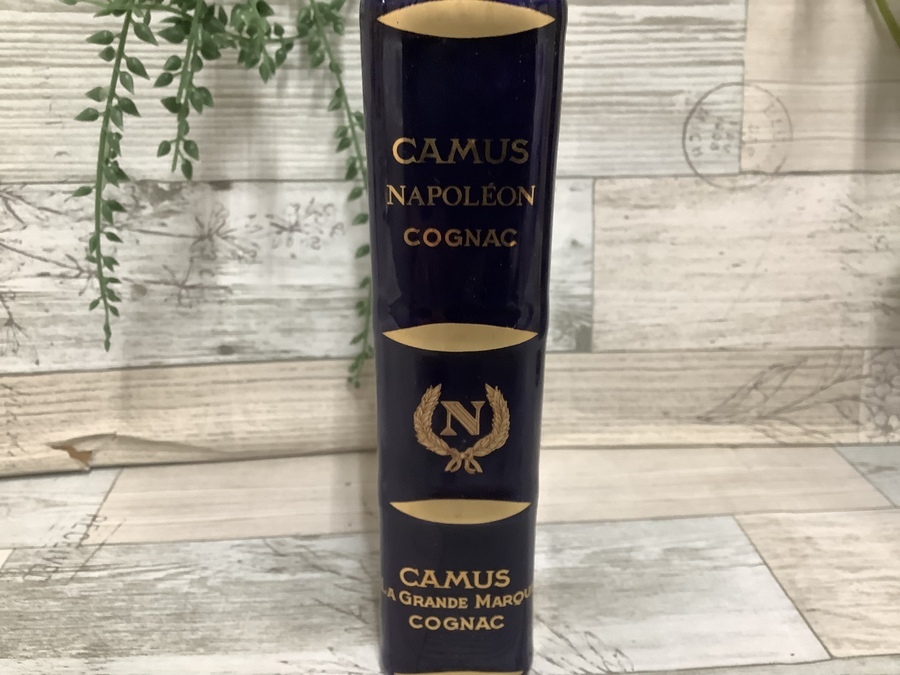 CAMUS
NAPOLÉON
COGNAC
N
CAMUS
LA GRANDE MARQUE
COGNAC